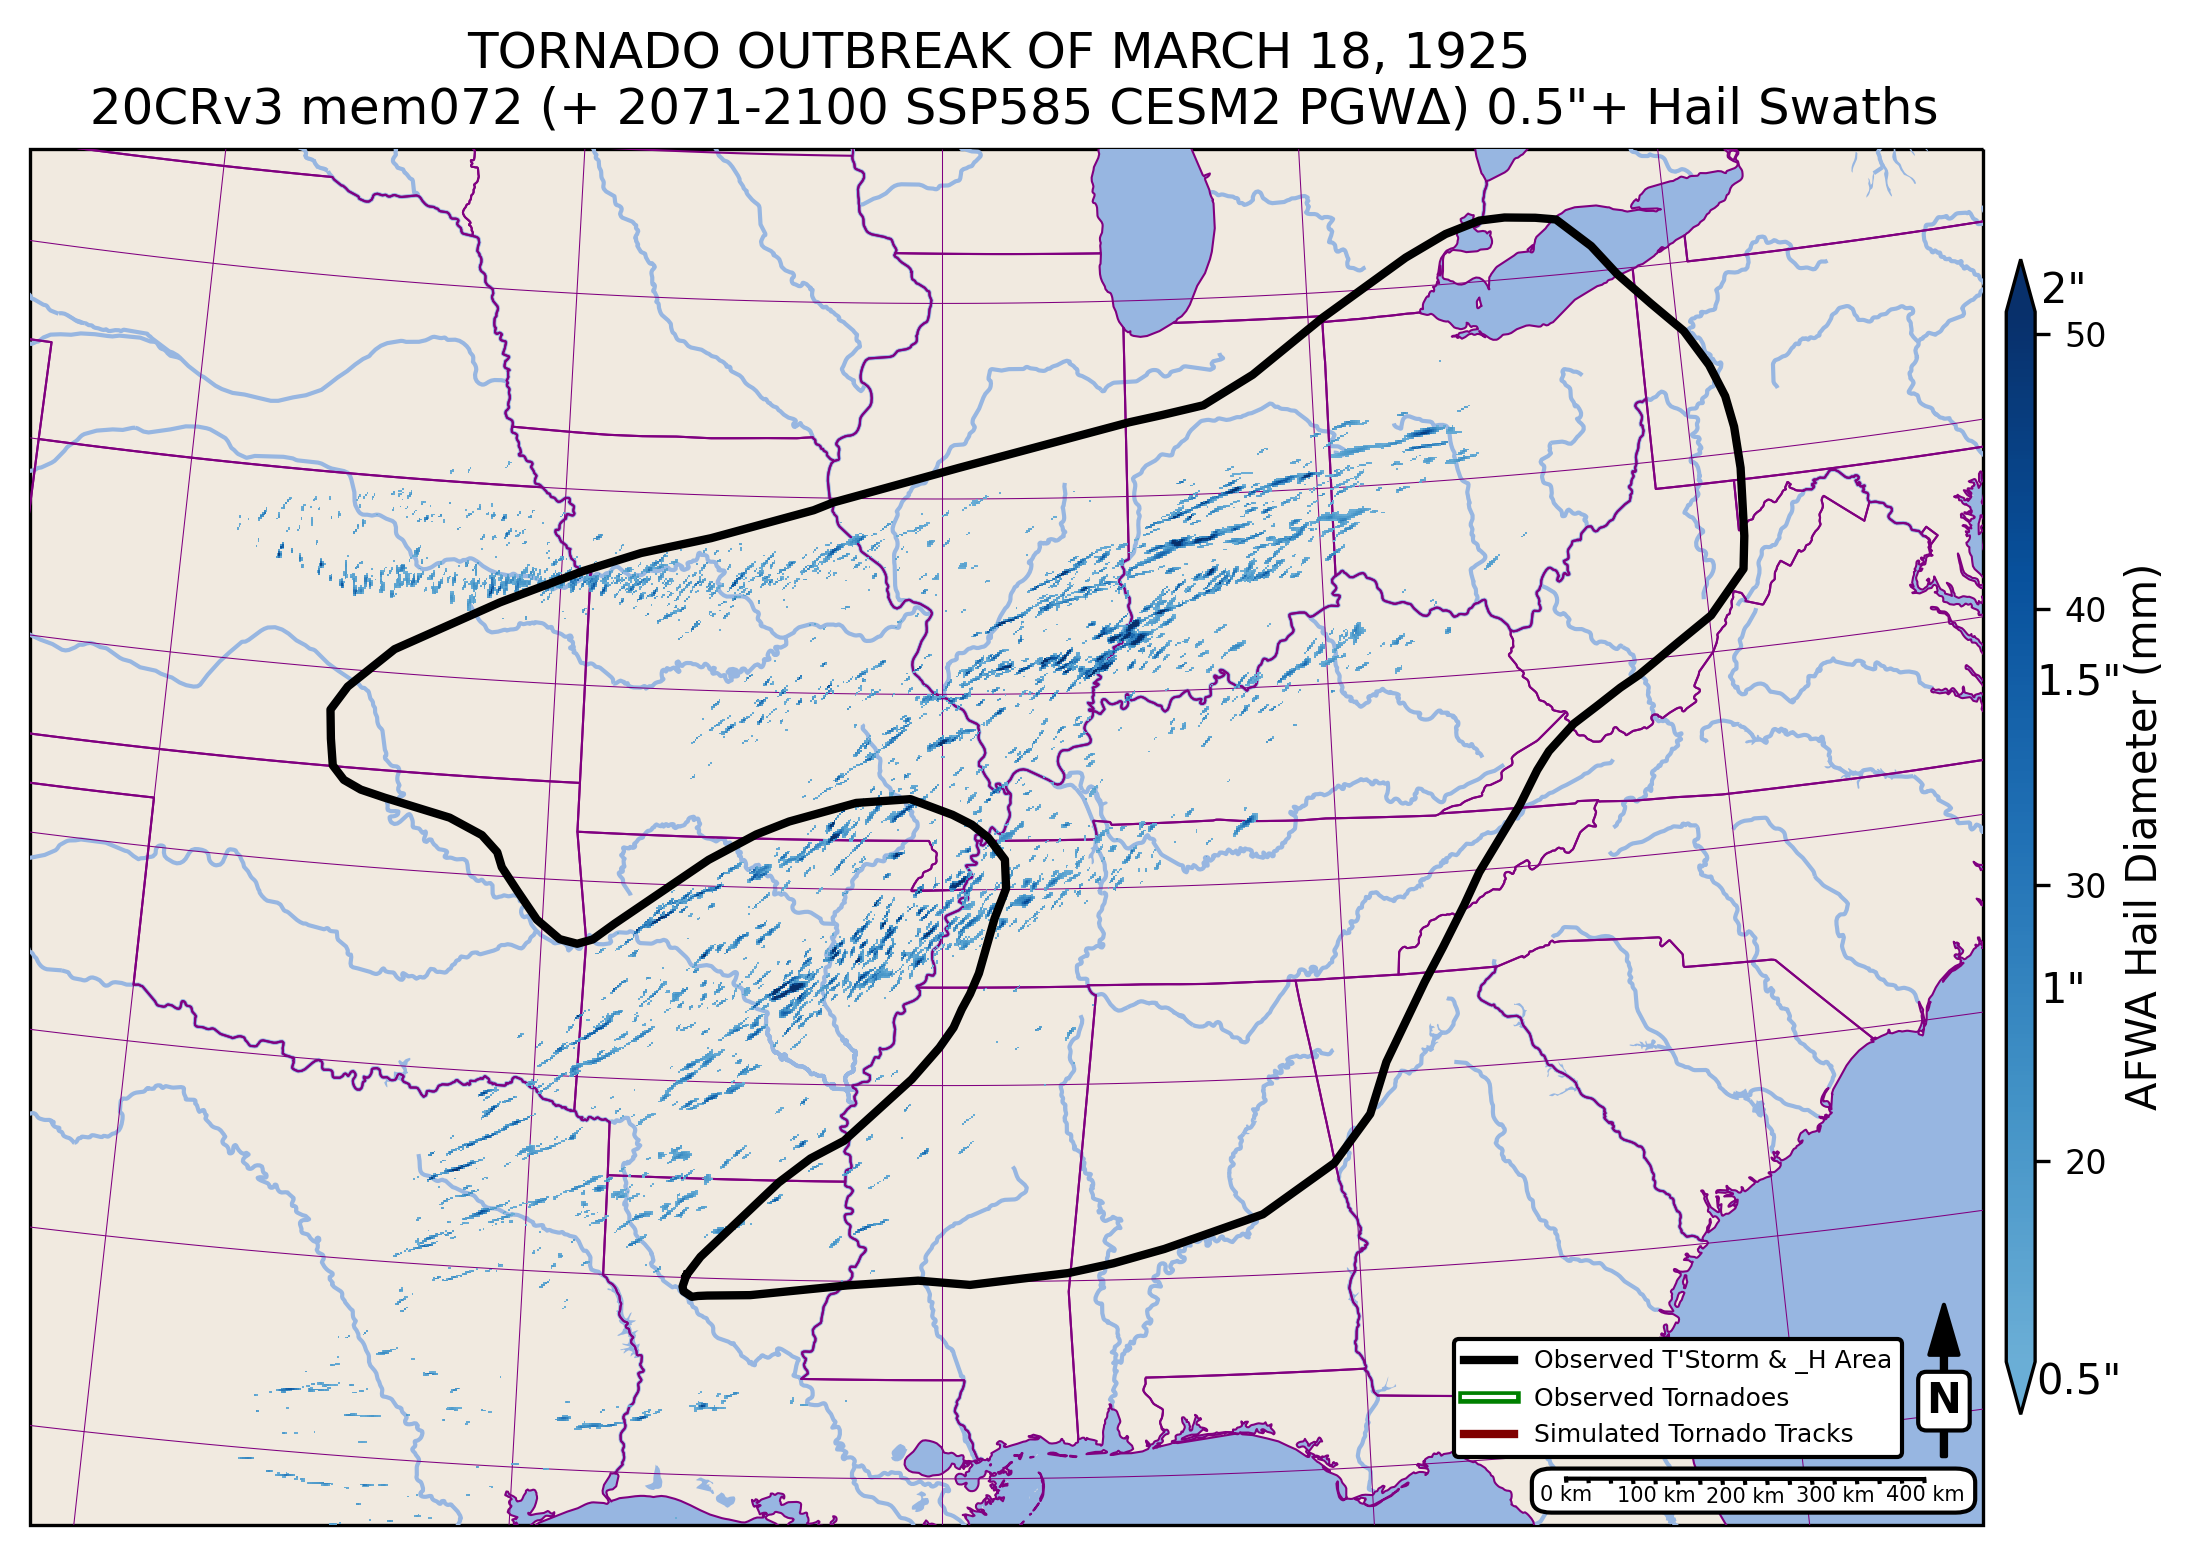 TORNADO OUTBREAK OF MARCH 18, 1925
20CRv3 mem072 (+ 2071-2100 SSP585 CESM2 PGWΔ) 0.5"+ Hail Swaths
2"
50
40
1.5"
30
1"
20
0.5"
AFWA Hail Diameter (mm)
Observed T'Storm & _H Area
Observed Tornadoes
Simulated Tornado Tracks
N
0 km 100 km 200 km 300 km 400 km